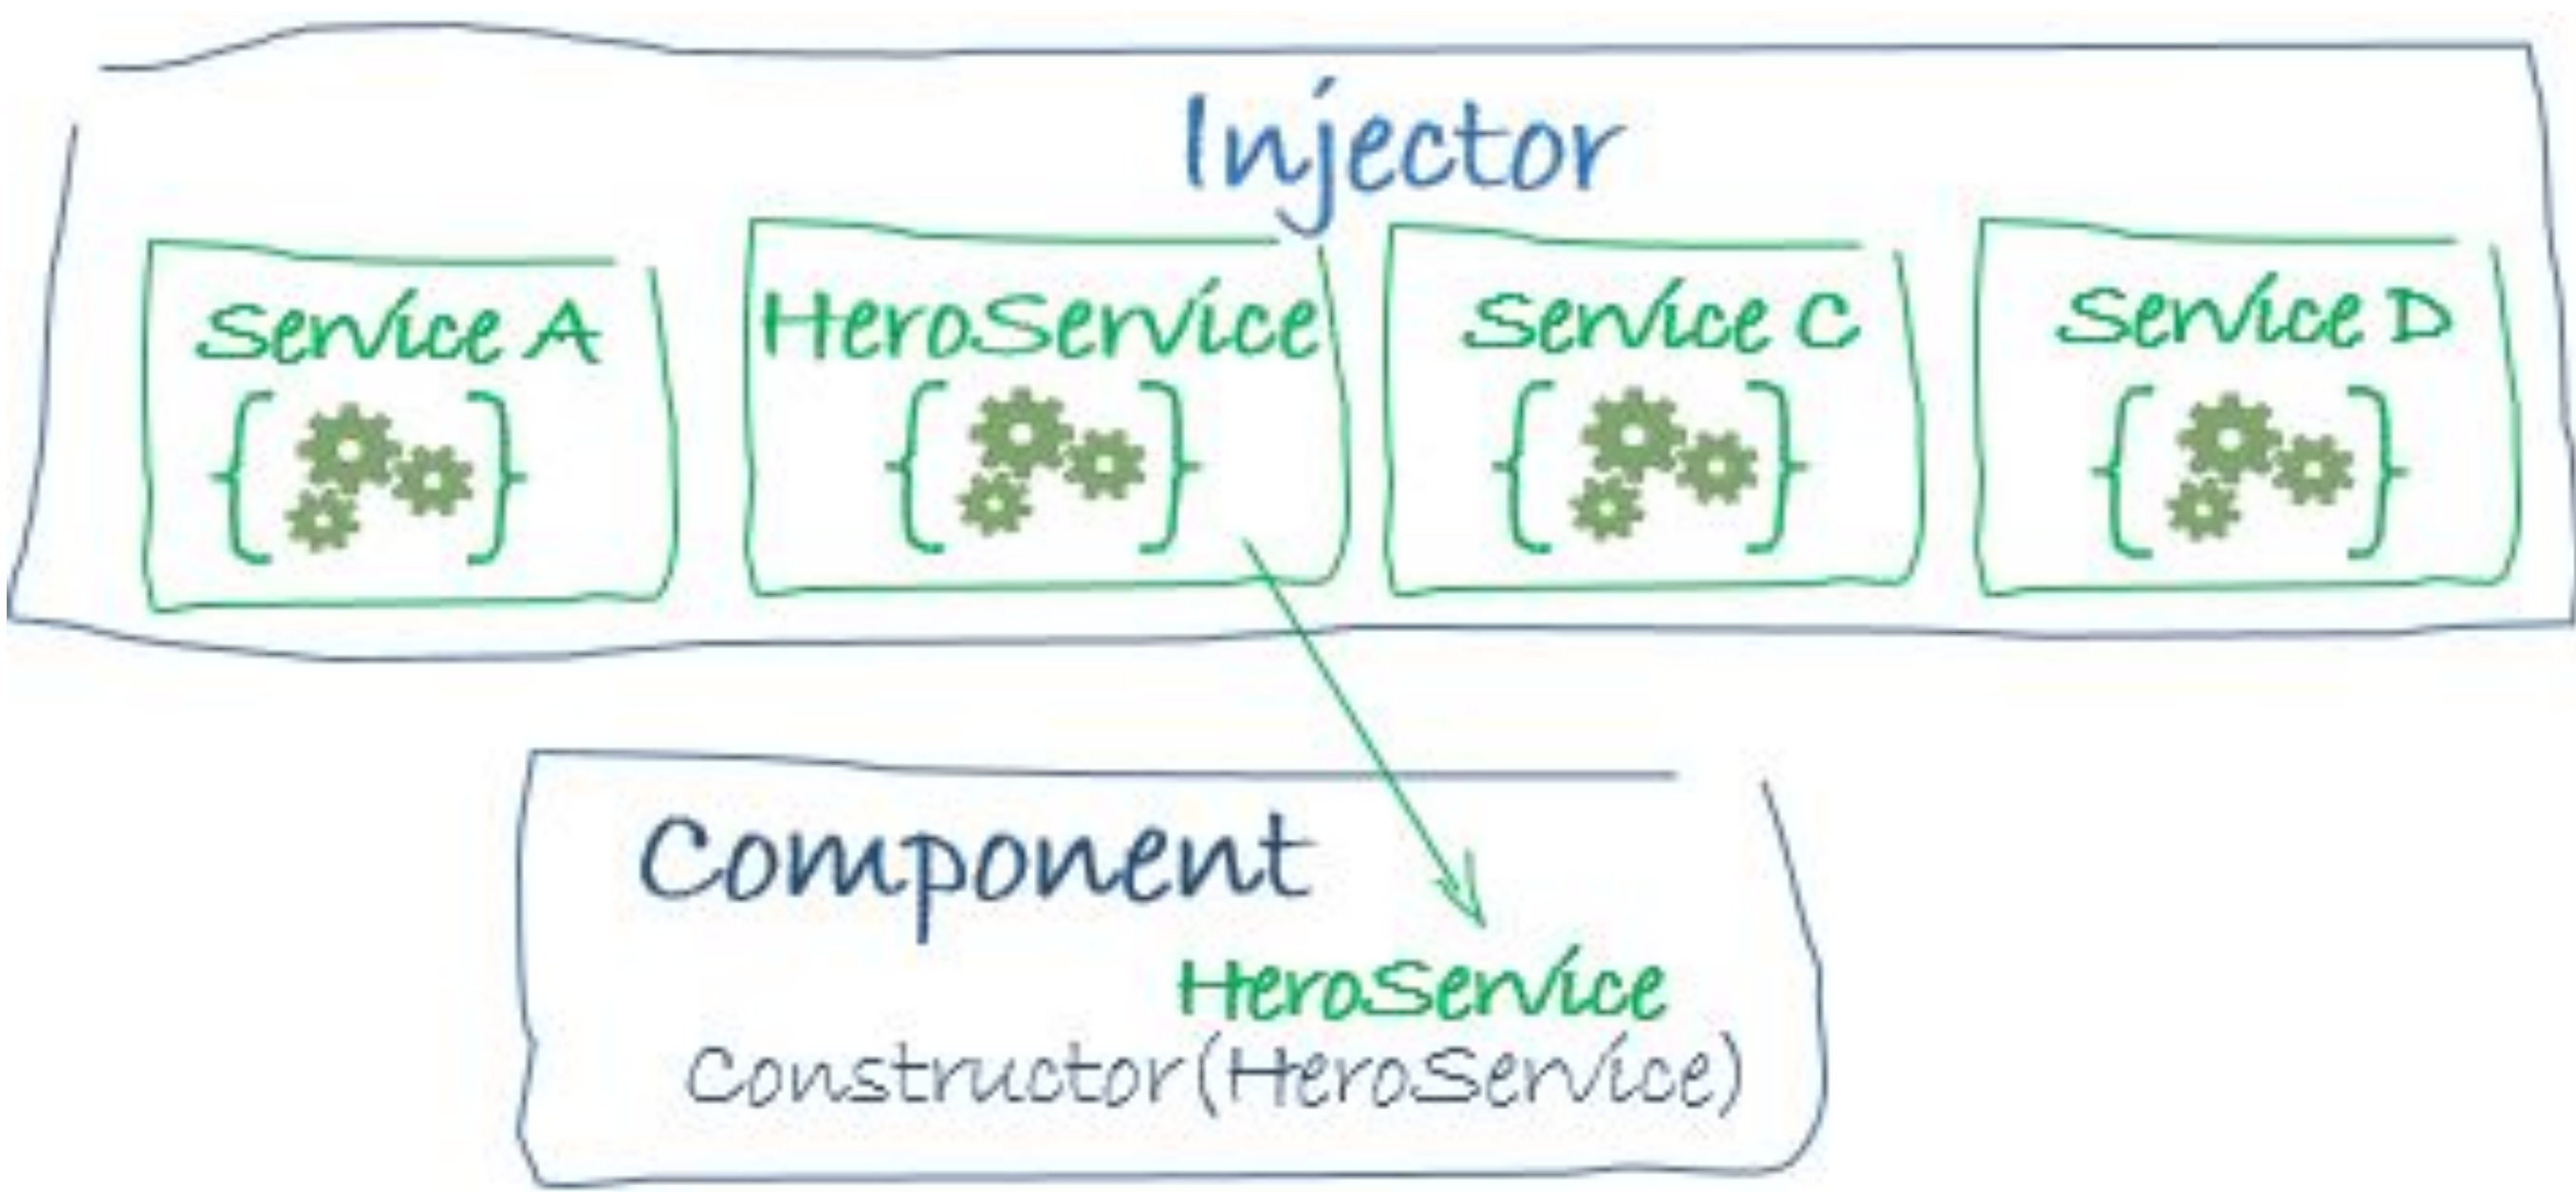 Injector
Service A
HeroService
Service C
Service D
Component
HeroService
Constructor(HeroService)